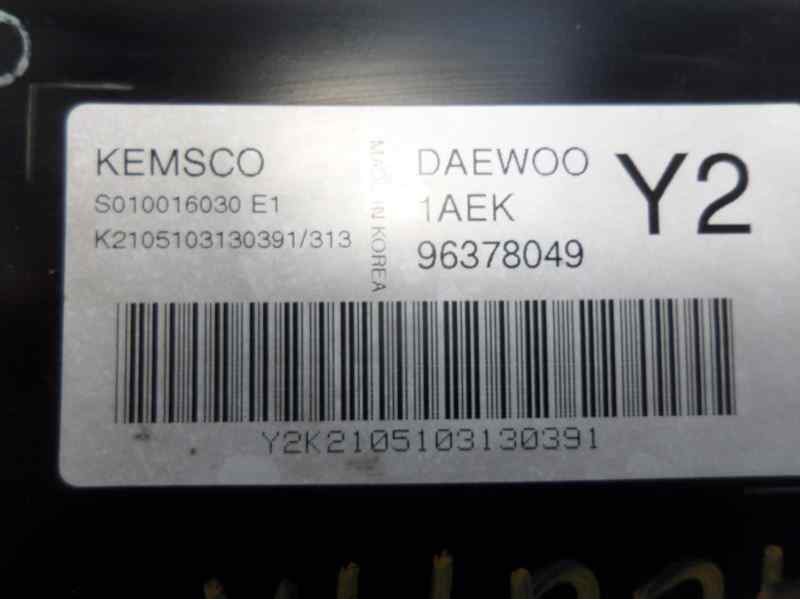 KEMSCO
S010016030 E1
K2105103130391/313
MADE IN KOREA
DAEWOO
1AEK
96378049
Y2
Y2K2105103130391